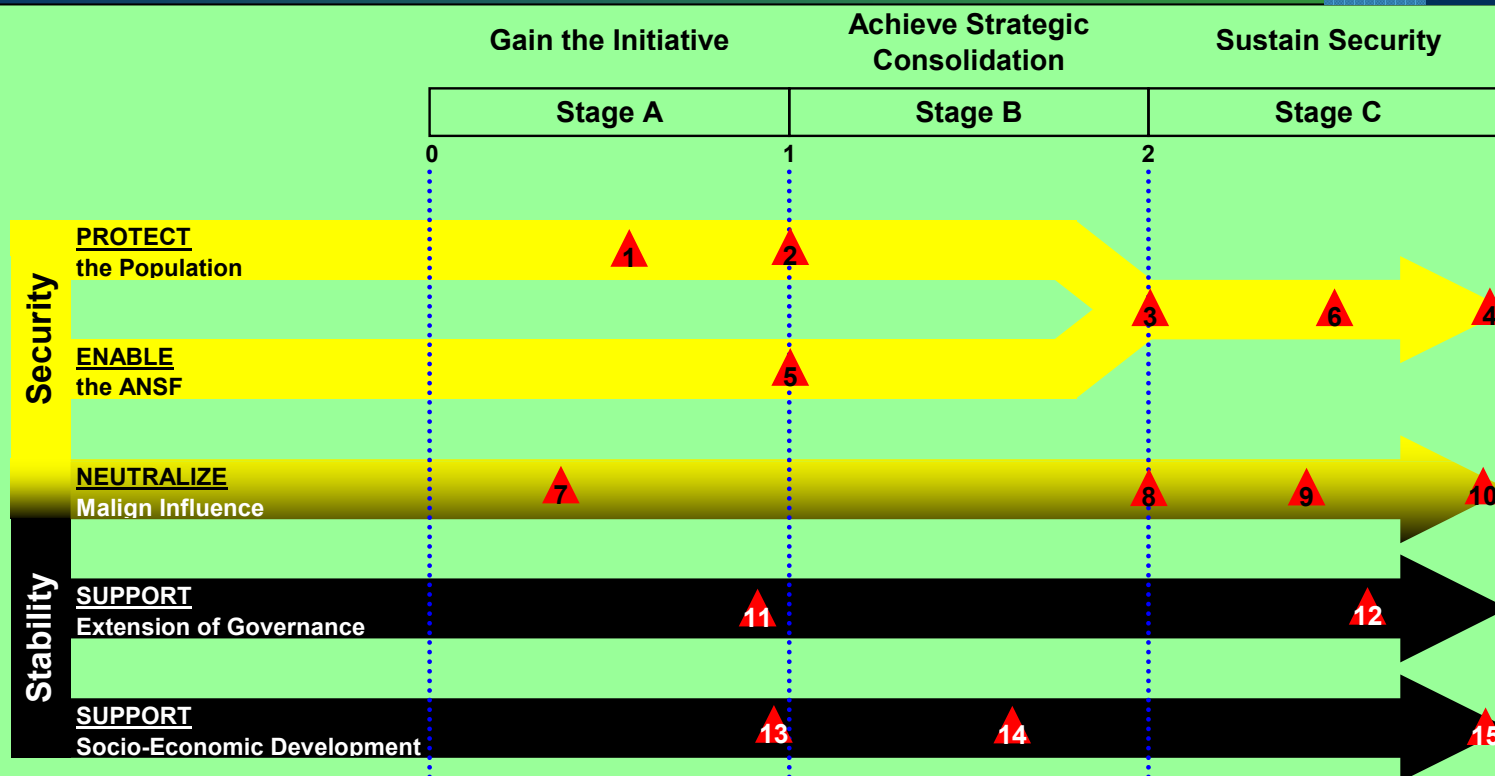 Gain the Initiative
Achieve Strategic
Consolidation
Sustain Security
Stage A
Stage B
Stage C
0
1
2
Security
PROTECT
the Population
1
2
3
6
4
ENABLE
the ANSF
5
NEUTRALIZE
Malign Influence
7
8
9
10
Stability
SUPPORT
Extension of Governance
11
12
SUPPORT
Socio-Economic Development
13
14
15